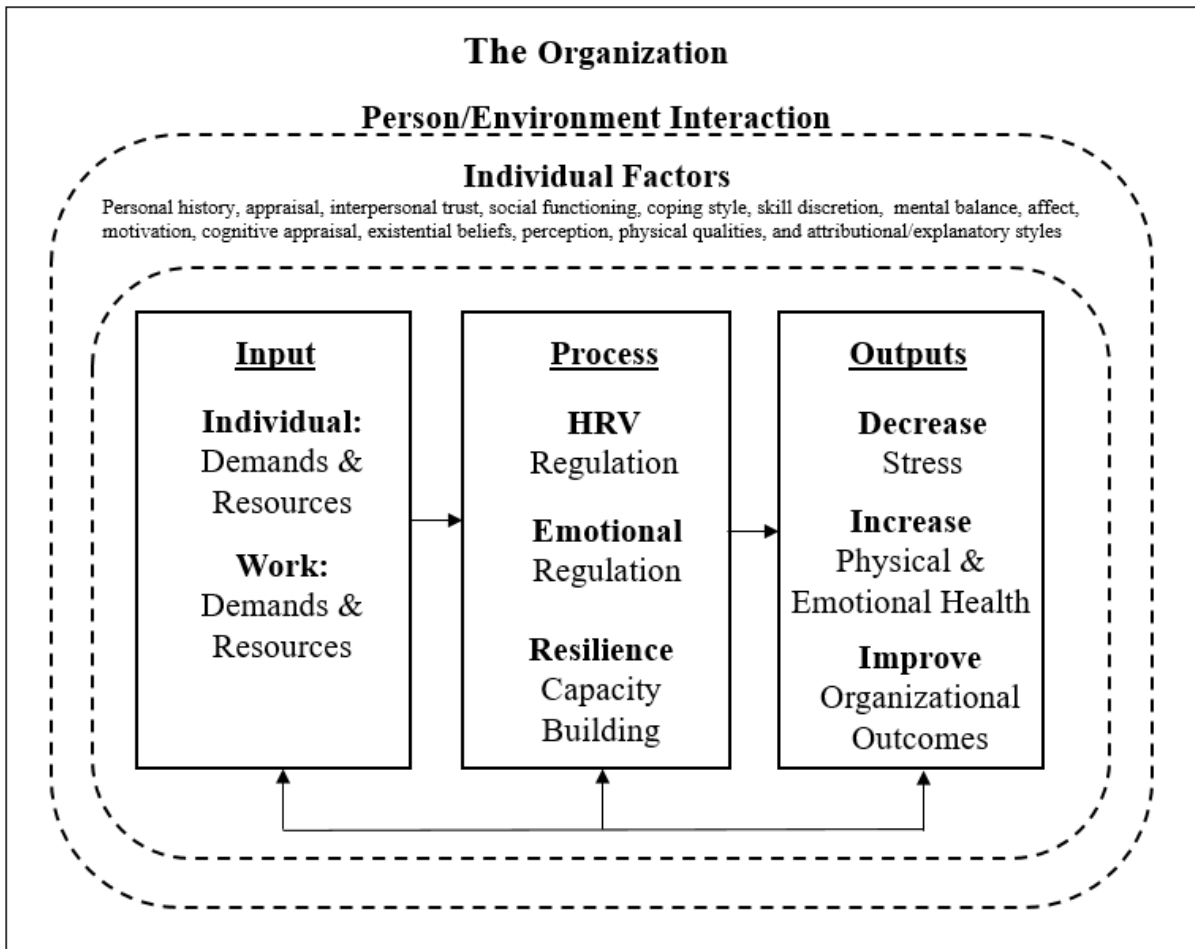 The Organization
Person/Environment Interaction
Individual Factors
Personal history, appraisal, interpersonal trust, social functioning, coping style, skill discretion, mental balance, affect,
motivation, cognitive appraisal, existential beliefs, perception, physical qualities, and attributional/explanatory styles
Input
Individual:
Demands &
Resources
Work:
Demands &
Resources
Process
HRV
Regulation
Emotional
Regulation
Resilience
Capacity
Building
Outputs
Decrease
Stress
Increase
Physical &
Emotional Health
Improve
Organizational
Outcomes